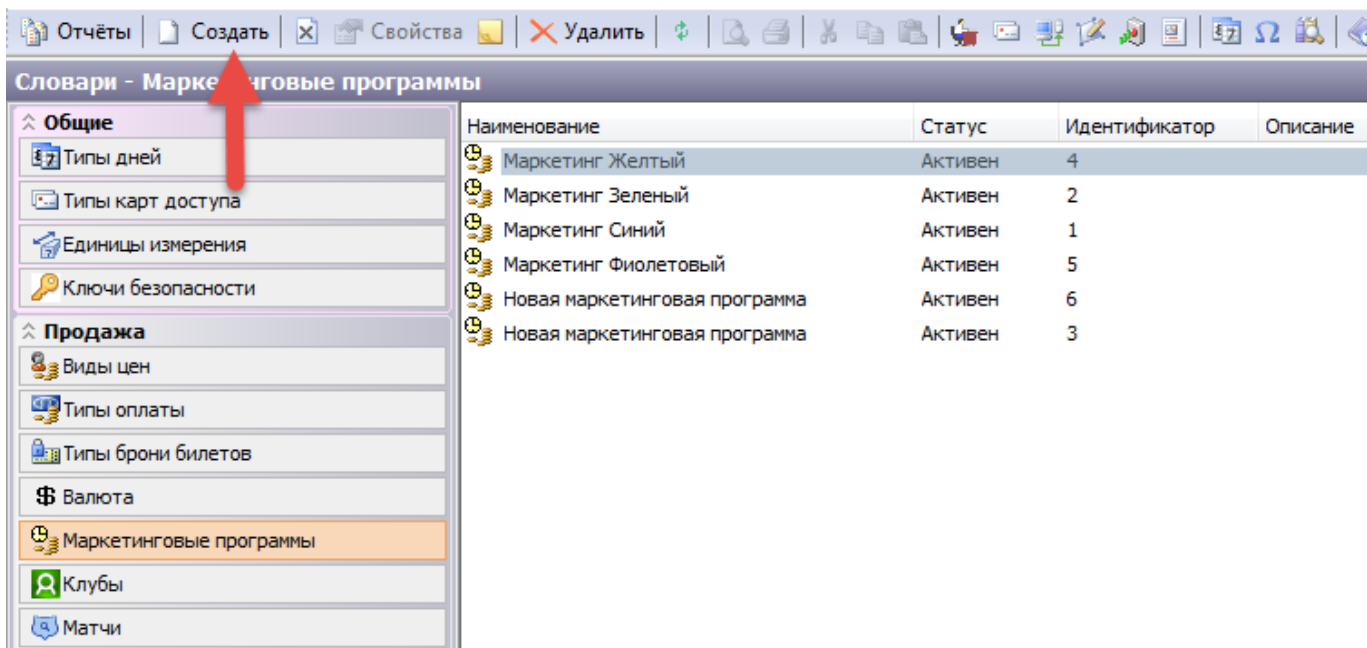 Отчёты Создать Свойства Удалить
Словари - Маркетинговые программы
Общие
Типы дней
Типы карт доступа
Единицы измерения
Ключи безопасности
Продажа
Виды цен
Типы оплаты
Типы брони билетов
Валюта
Маркетинговые программы
Клубы
Матчи
Наименование Статус Идентификатор Описание
Маркетинг Желтый Активен 4
Маркетинг Зеленый Активен 2
Маркетинг Синий Активен 1
Маркетинг Фиолетовый Активен 5
Новая маркетинговая программа Активен 6
Новая маркетинговая программа Активен 3